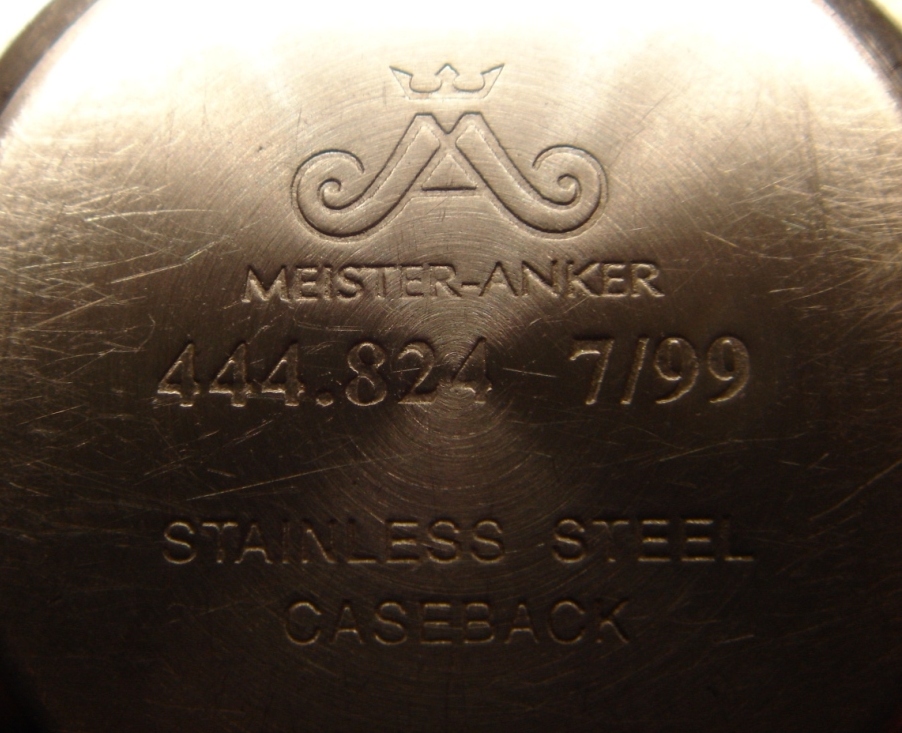 MEISTER-ANKER
444.824 7/99
STAINLESS STEEL
CASEBACK